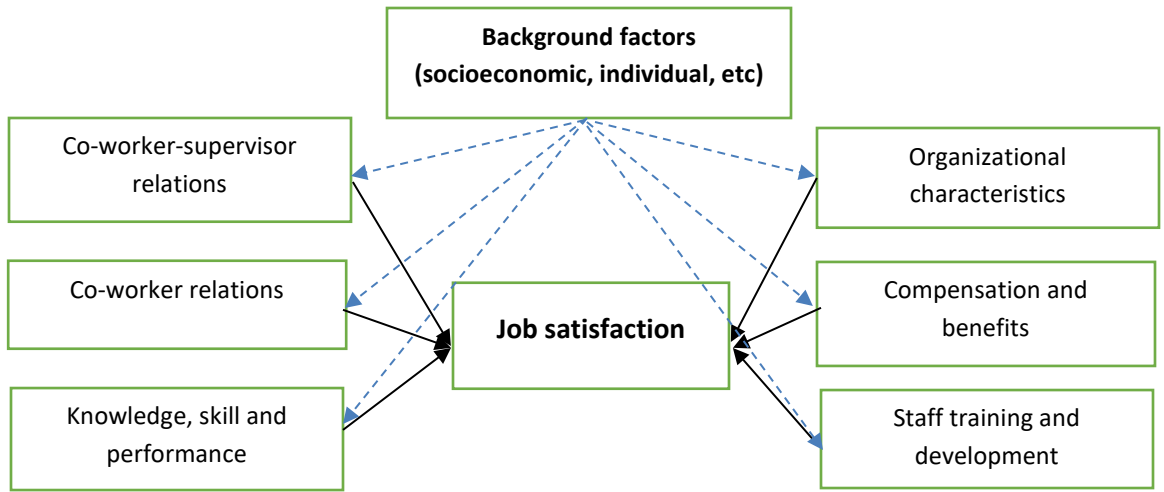 Background factors
(socioeconomic, individual, etc)
Co-worker-supervisor
relations
Organizational
characteristics
Co-worker relations
Job satisfaction
Compensation and
benefits
Knowledge, skill and
performance
Staff training and
development